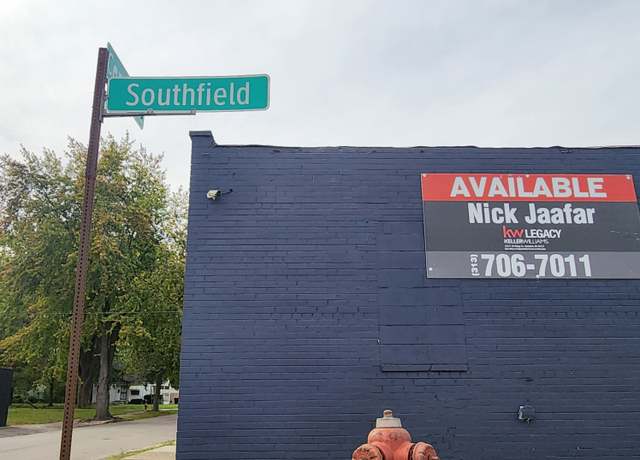 Southfield
AVAILABLE
Nick Jaafar
kw LEGACY
KELLERWILLIAMS
(313) 706-7011